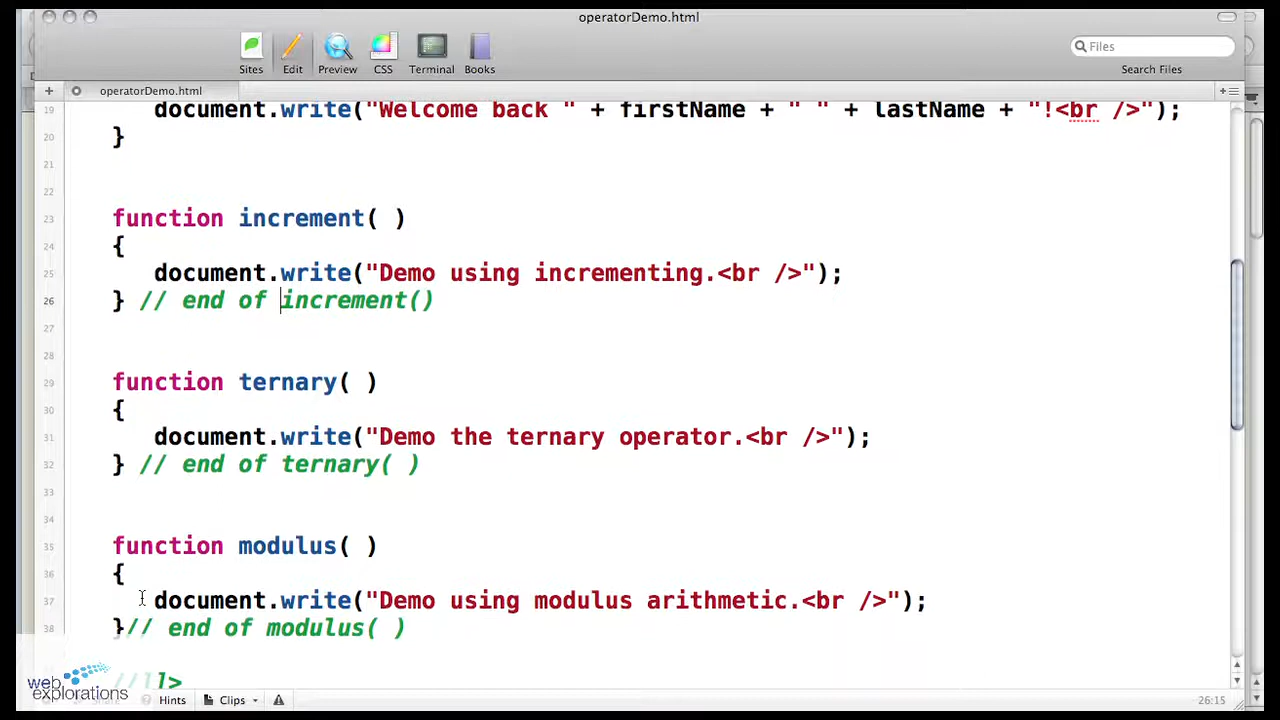 operatorDemo.html
Sites Edit Preview CSS Terminal Books
Files
Search Files
operatorDemo.html
19 document.write("Welcome back " + firstName + " " + lastName + "!<br />");
20 }
21
22
23 function increment( )
24 {
25 document.write("Demo using incrementing.<br />");
26 } // end of increment()
27
28
29 function ternary( )
30 {
31 document.write("Demo the ternary operator.<br />");
32 } // end of ternary( )
33
34
35 function modulus( )
36 {
37 document.write("Demo using modulus arithmetic.<br />");
38 }// end of modulus( )
//]]>
web
explorations
Share Hints Clips 26:15